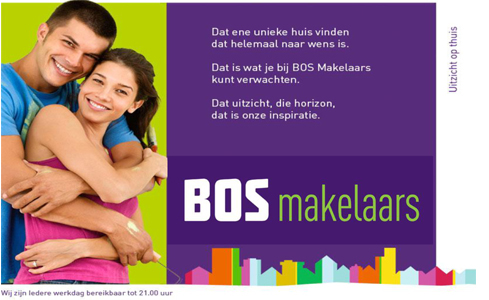 Dat ene unieke huis vinden
dat helemaal naar wens is.
Dat is wat je bij BOS Makelaars
kunt verwachten.
Dat uitzicht, die horizon,
dat is onze inspiratie.
Uitzicht op thuis
BOS makelaars
Wij zijn Iedere werkdag bereikbaar tot 21.00 uur